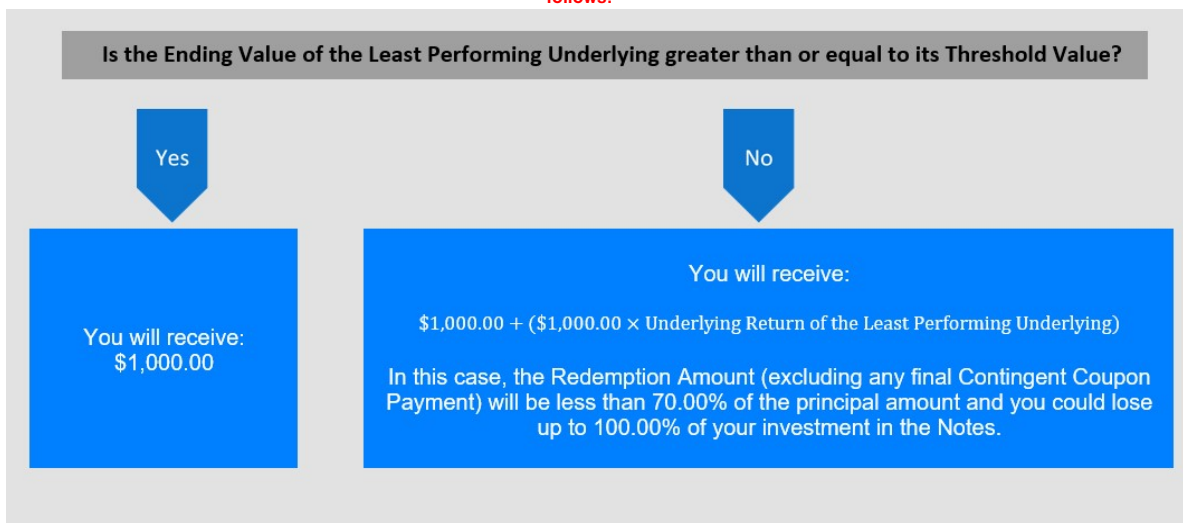 follows:
Is the Ending Value of the Least Performing Underlying greater than or equal to its Threshold Value?
Yes
No
You will receive:
$1,000.00
You will receive:
$1,000.00 + ($1,000.00 × Underlying Return of the Least Performing Underlying)
In this case, the Redemption Amount (excluding any final Contingent Coupon
Payment) will be less than 70.00% of the principal amount and you could lose
up to 100.00% of your investment in the Notes.